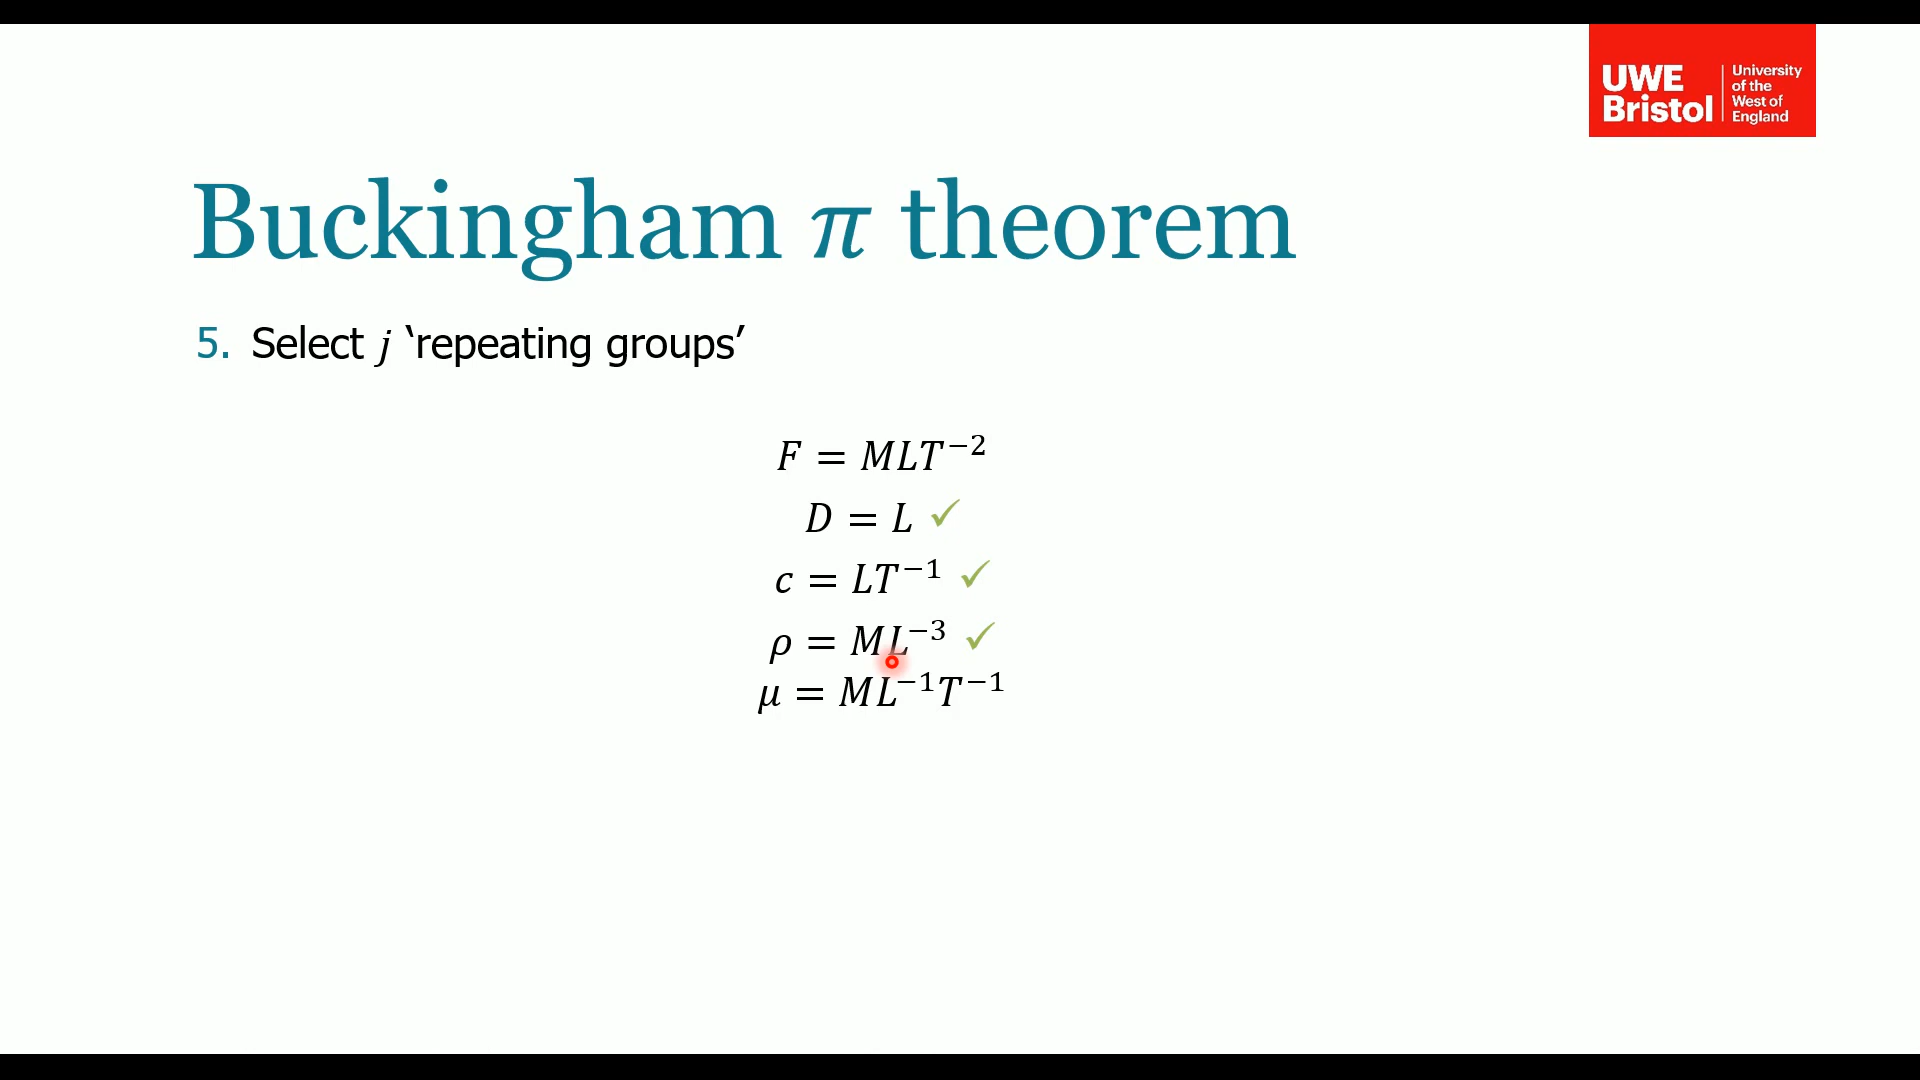 UWE Bristol
University of the West of England
Buckingham π theorem
5. Select j ‘repeating groups’
F = MLT⁻²
D = L ✓
c = LT⁻¹ ✓
ρ = ML⁻³ ✓
μ = ML⁻¹T⁻¹